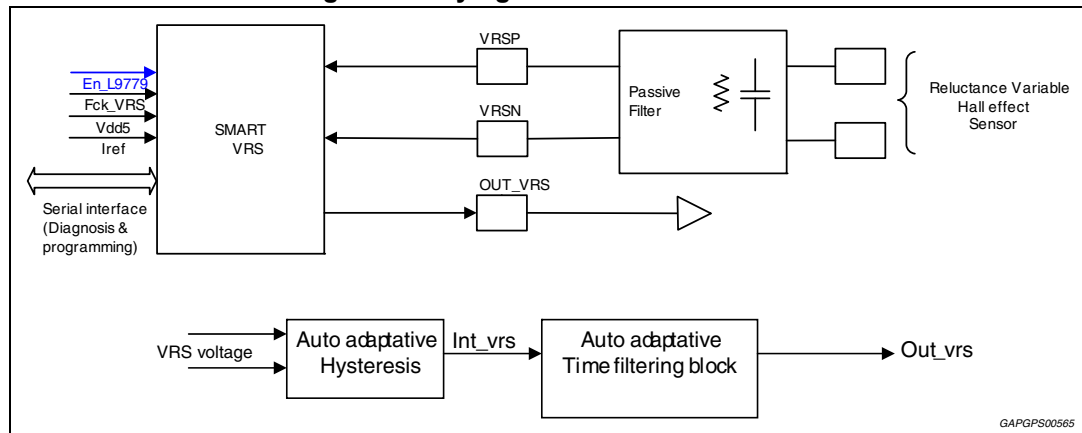 VRSP
En_L9779
Fck_VRS
Vdd5
Iref
SMART
VRS
VRSN
Passive
Filter
Reluctance Variable
Hall effect
Sensor
OUT_VRS
Serial interface
(Diagnosis &
programming)
VRS voltage
Auto adaptative
Hysteresis
Int_vrs
Auto adaptative
Time filtering block
Out_vrs
GAPGPS00565